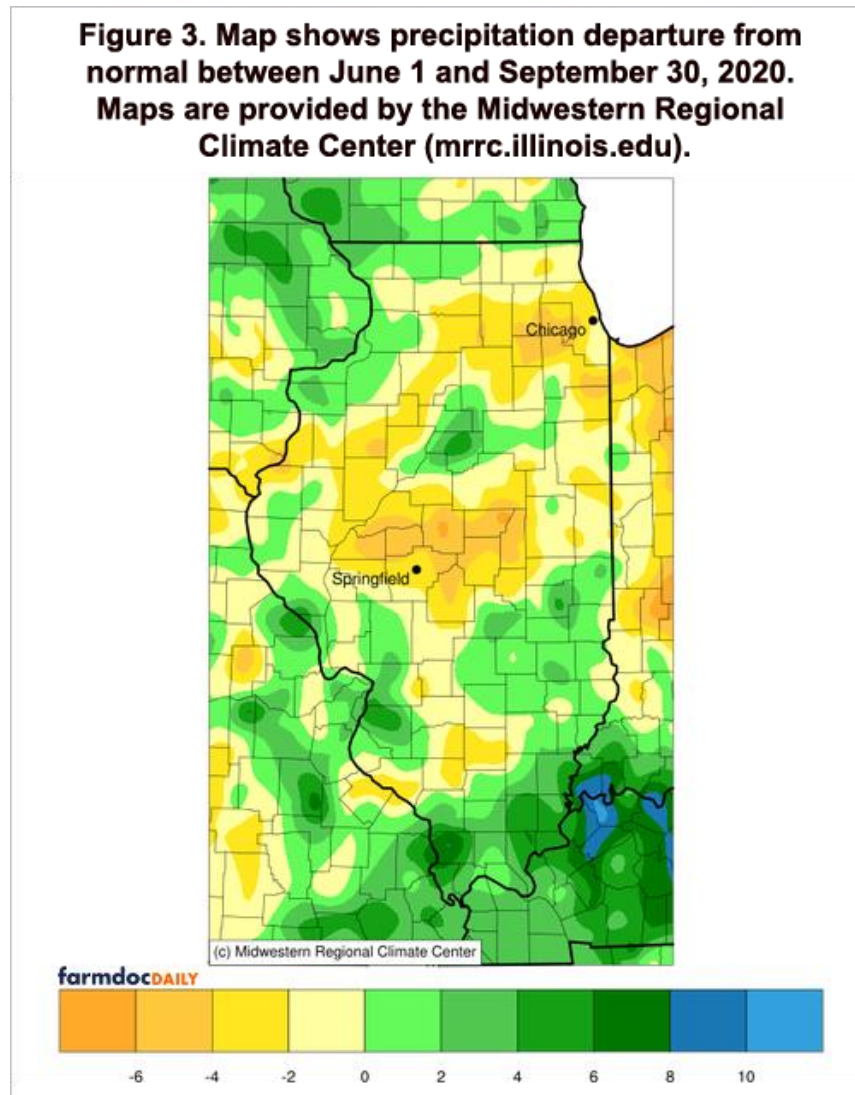 Figure 3. Map shows precipitation departure from
normal between June 1 and September 30, 2020.
Maps are provided by the Midwestern Regional
Climate Center (mrrc.illinois.edu).
Chicago
Springfield
(c) Midwestern Regional Climate Center
farmdocDAILY
-6 -4 -2 0 2 4 6 8 10